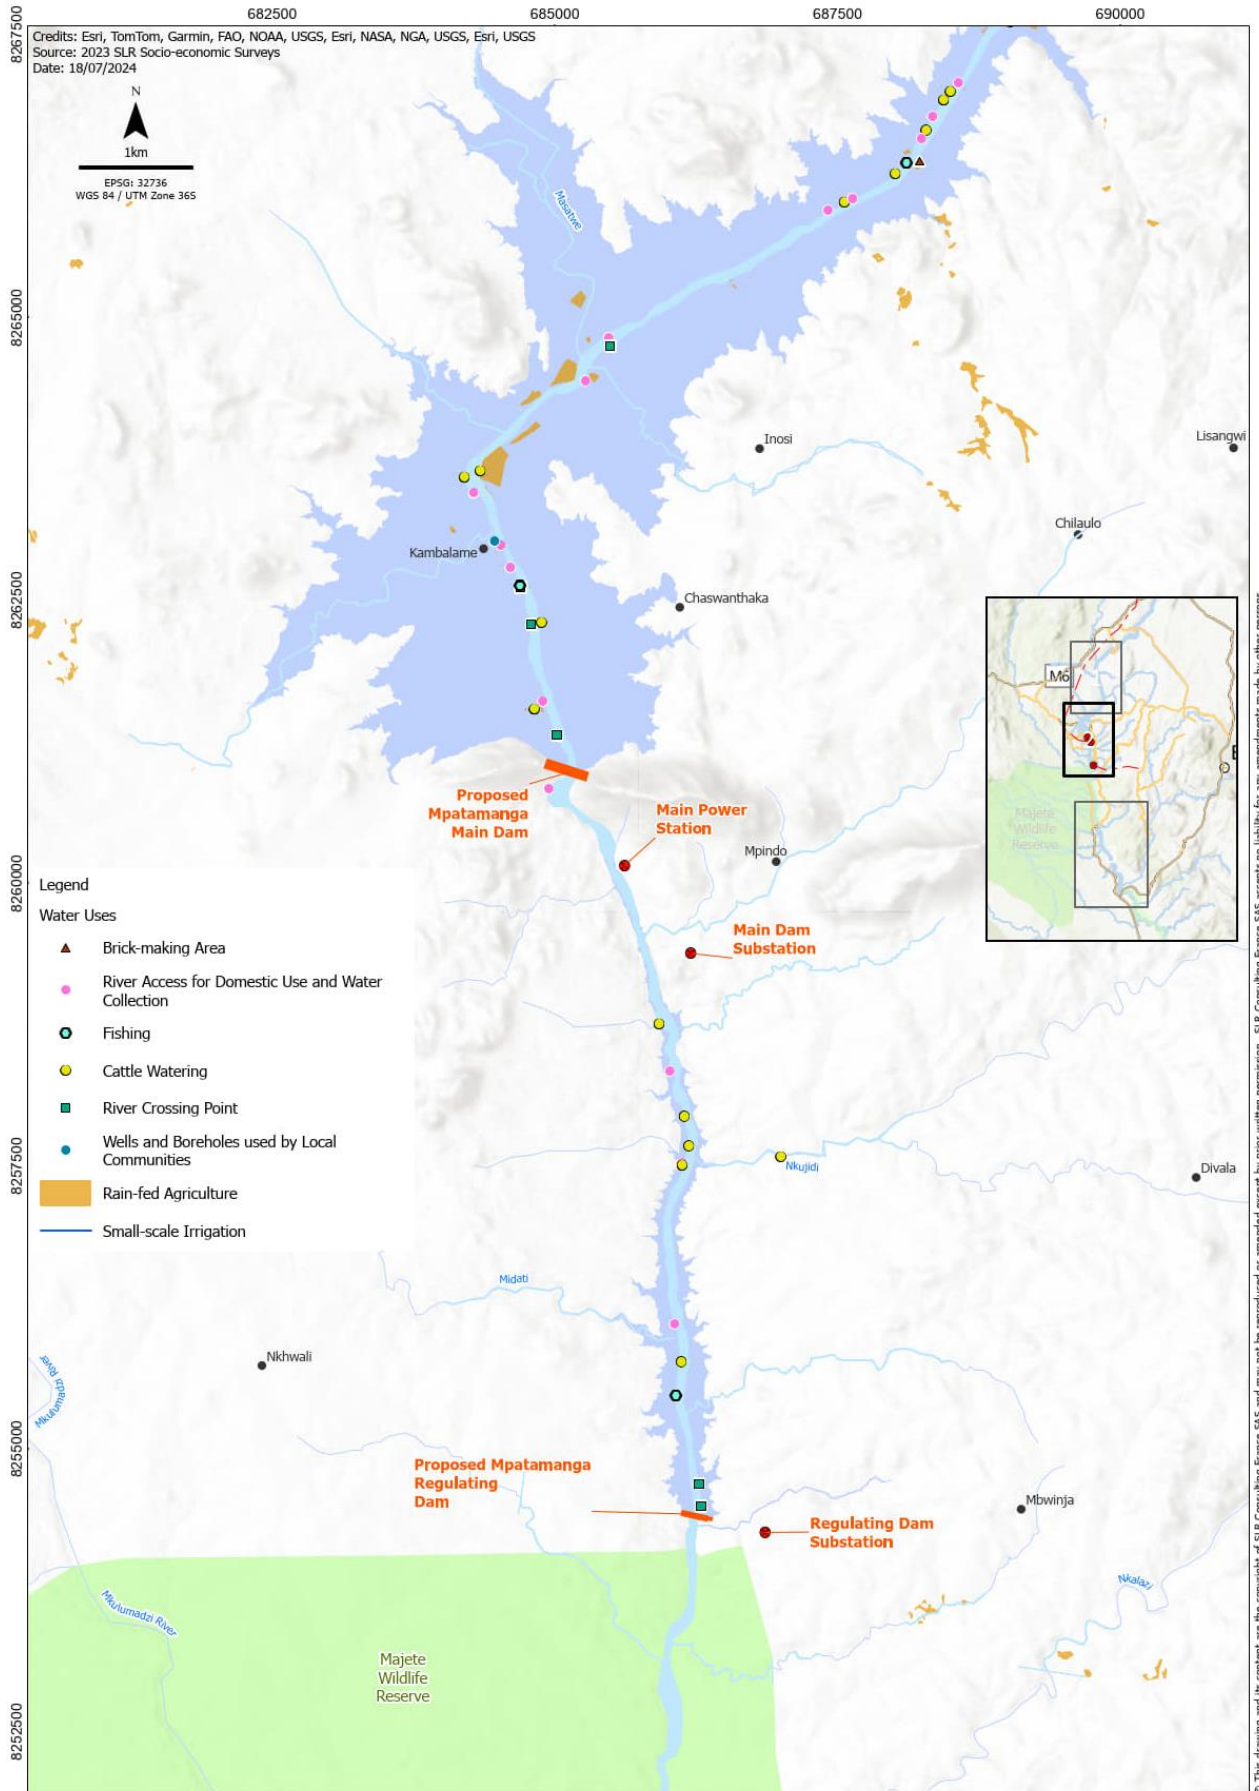 682500
685000
687500
690000
8267500
8265000
8262500
8260000
8257500
8255000
8252500
Credits: Esri, TomTom, Garmin, FAO, NOAA, USGS, Esri, NASA, NGA, USGS, Esri, USGS
Source: 2023 SLR Socio-economic Surveys
Date: 18/07/2024
N
1km
EPSG: 32736
WGS 84 / UTM Zone 36S
Masatwe
Inosi
Lisangwi
Chilaulo
Kambalame
Chaswanthaka
M6
Majete
Wildlife
Reserve
Proposed
Mpatamanga
Main Dam
Main Power
Station
Mpindo
Main Dam
Substation
Legend
Water Uses
Brick-making Area
River Access for Domestic Use and Water
Collection
Fishing
Cattle Watering
River Crossing Point
Wells and Boreholes used by Local
Communities
Rain-fed Agriculture
Small-scale Irrigation
Nkujidi
Divala
Midati
Nkhwali
Mkulumadzi River
Proposed Mpatamanga
Regulating
Dam
Mbwinja
Regulating Dam
Substation
Nkalazi
Mkulumadzi River
Majete
Wildlife
Reserve